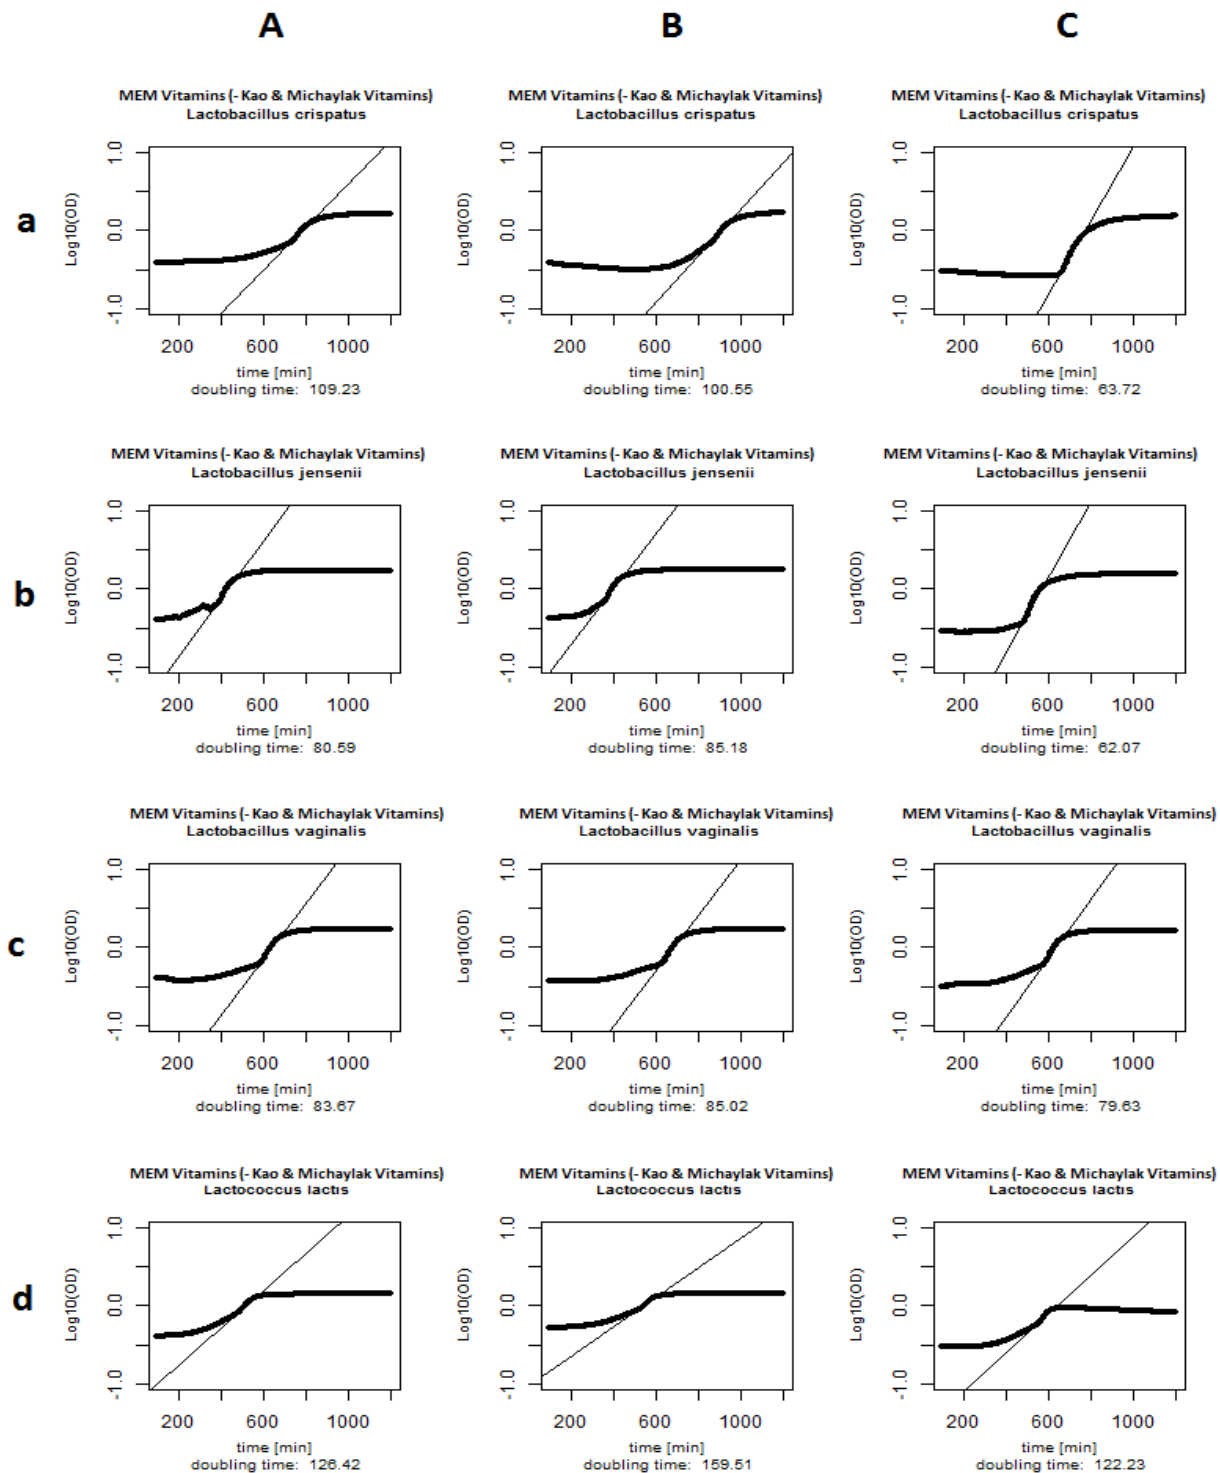 A B C
MEM Vitamins (- Kao & Michaylak Vitamins) MEM Vitamins (- Kao & Michaylak Vitamins) MEM Vitamins (- Kao & Michaylak Vitamins)
Lactobacillus crispatus Lactobacillus crispatus Lactobacillus crispatus
a
Log10(OD) Log10(OD) Log10(OD)
1.0 1.0 1.0
0.0 0.0 0.0
-1.0 -1.0 -1.0
200 600 1000 200 600 1000 200 600 1000
time [min] time [min] time [min]
doubling time: 109.23 doubling time: 100.55 doubling time: 63.72
MEM Vitamins (- Kao & Michaylak Vitamins) MEM Vitamins (- Kao & Michaylak Vitamins) MEM Vitamins (- Kao & Michaylak Vitamins)
Lactobacillus jensenii Lactobacillus jensenii Lactobacillus jensenii
b
Log10(OD) Log10(OD) Log10(OD)
1.0 1.0 1.0
0.0 0.0 0.0
-1.0 -1.0 -1.0
200 600 1000 200 600 1000 200 600 1000
time [min] time [min] time [min]
doubling time: 80.59 doubling time: 85.18 doubling time: 62.07
MEM Vitamins (- Kao & Michaylak Vitamins) MEM Vitamins (- Kao & Michaylak Vitamins) MEM Vitamins (- Kao & Michaylak Vitamins)
Lactobacillus vaginalis Lactobacillus vaginalis Lactobacillus vaginalis
c
Log10(OD) Log10(OD) Log10(OD)
1.0 1.0 1.0
0.0 0.0 0.0
-1.0 -1.0 -1.0
200 600 1000 200 600 1000 200 600 1000
time [min] time [min] time [min]
doubling time: 83.67 doubling time: 85.02 doubling time: 79.63
MEM Vitamins (- Kao & Michaylak Vitamins) MEM Vitamins (- Kao & Michaylak Vitamins) MEM Vitamins (- Kao & Michaylak Vitamins)
Lactococcus lactis Lactococcus lactis Lactococcus lactis
d
Log10(OD) Log10(OD) Log10(OD)
1.0 1.0 1.0
0.0 0.0 0.0
-1.0 -1.0 -1.0
200 600 1000 200 600 1000 200 600 1000
time [min] time [min] time [min]
doubling time: 126.42 doubling time: 159.51 doubling time: 122.23